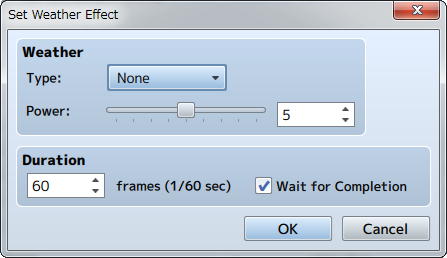 Set Weather Effect
Weather
Type: None
Power: 5
Duration
60 frames (1/60 sec) Wait for Completion
OK Cancel